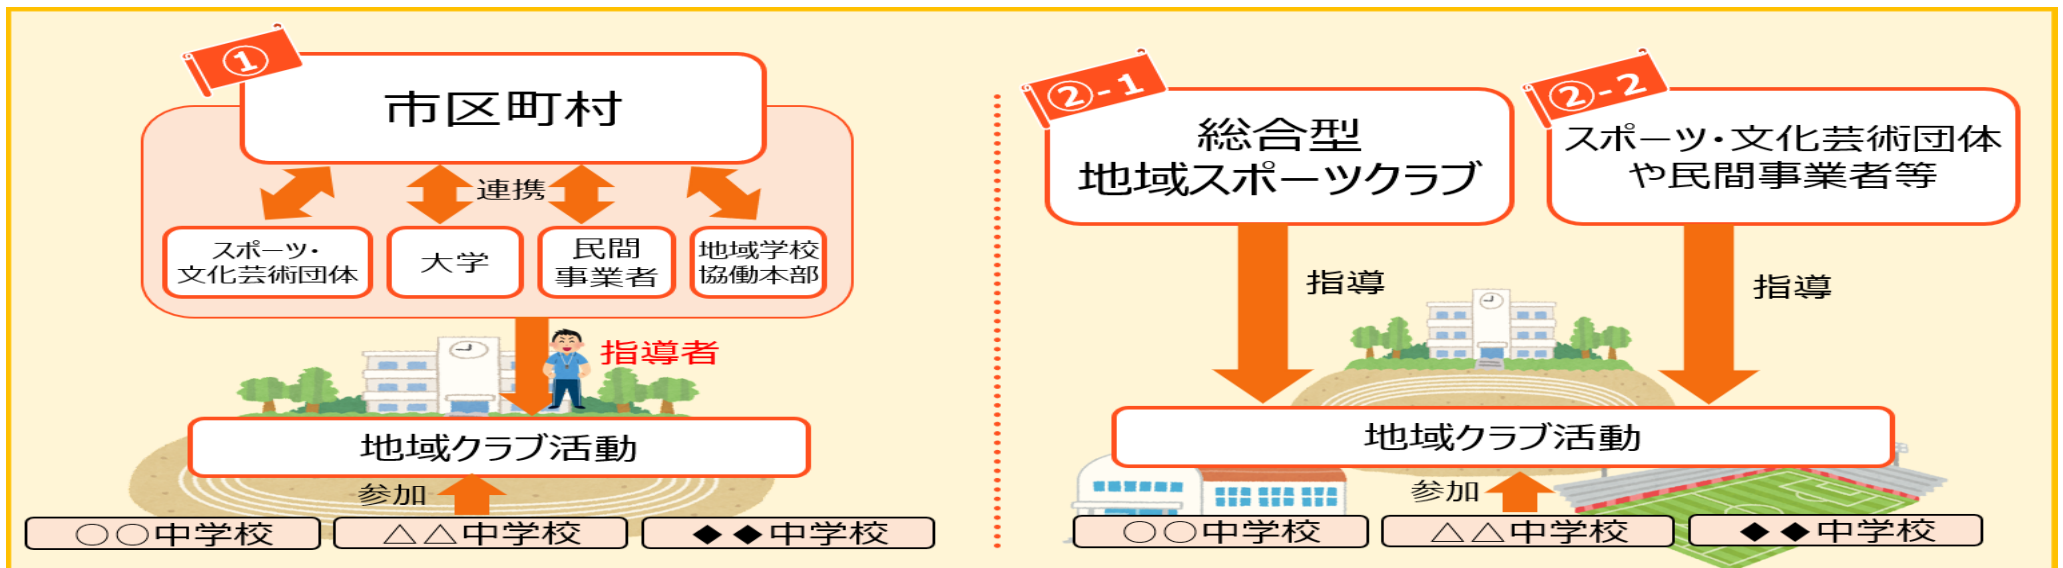 ①
市区町村
連携
スポーツ・
文化芸術団体
大学
民間
事業者
地域学校
協働本部
指導者
地域クラブ活動
参加
○○中学校
△△中学校
◆◆中学校
②-1
総合型
地域スポーツクラブ
②-2
スポーツ・文化芸術団体
や民間事業者等
指導
指導
地域クラブ活動
参加
○○中学校
△△中学校
◆◆中学校